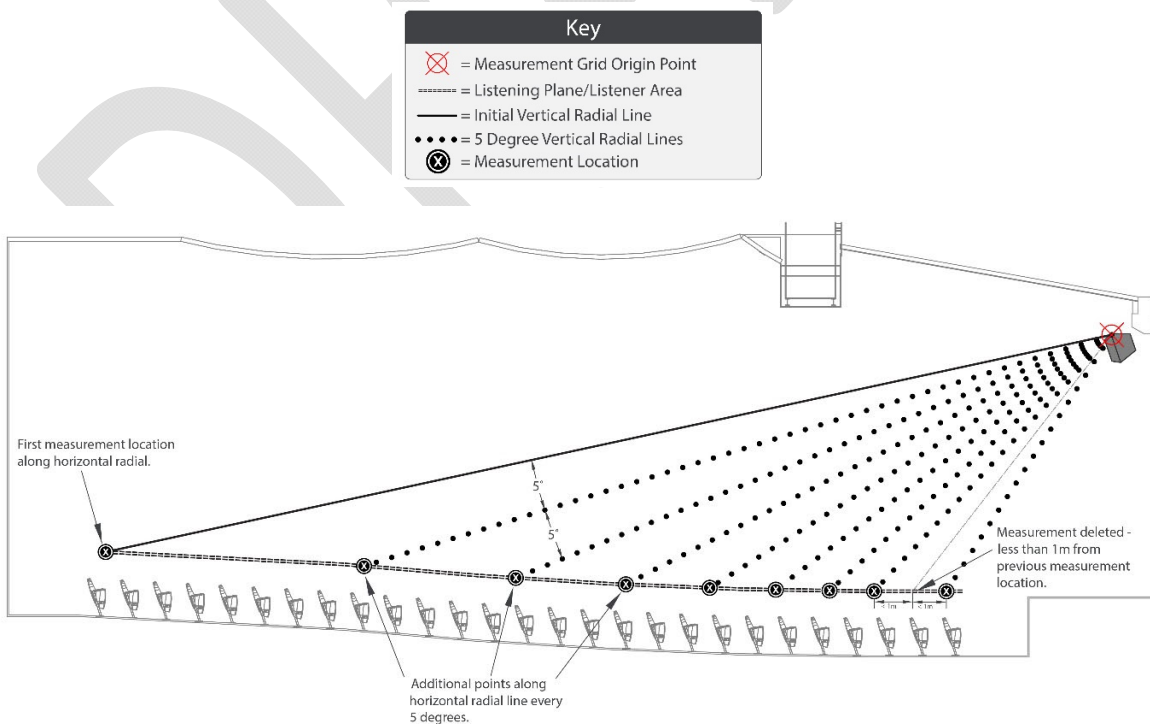 Key
= Measurement Grid Origin Point
= Listening Plane/Listener Area
= Initial Vertical Radial Line
= 5 Degree Vertical Radial Lines
X = Measurement Location
First measurement location
along horizontal radial.
5°
5°
Measurement deleted -
less than 1m from
previous measurement
location.
X
X
X
X
X
X
X
X
X
< 1m
< 1m
Additional points along
horizontal radial line every
5 degrees.